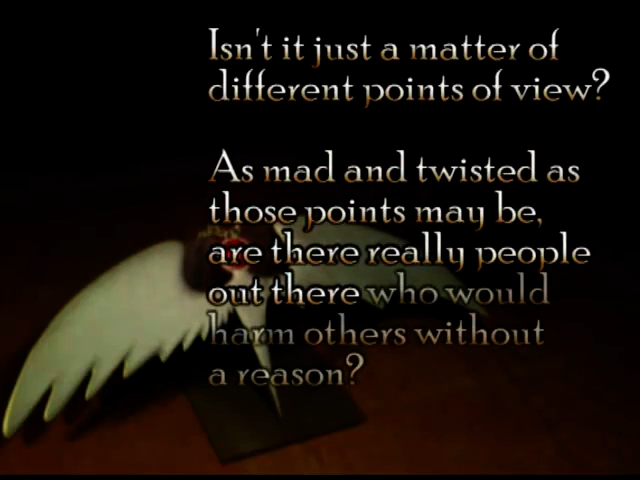 Isn't it just a matter of
different points of view?
As mad and twisted as
those points may be,
are there really people
out there who would
harm others without
a reason?